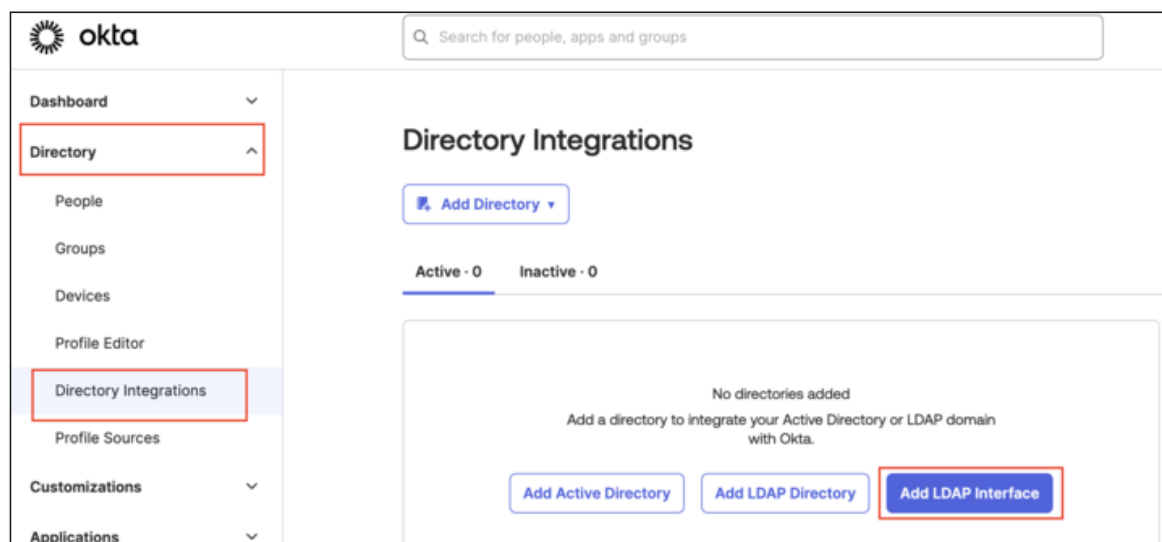 okta
Search for people, apps and groups
Dashboard
Directory
People
Groups
Devices
Profile Editor
Directory Integrations
Profile Sources
Customizations
Applications
Directory Integrations
Add Directory
Active · 0 Inactive · 0
No directories added
Add a directory to integrate your Active Directory or LDAP domain
with Okta.
Add Active Directory Add LDAP Directory Add LDAP Interface